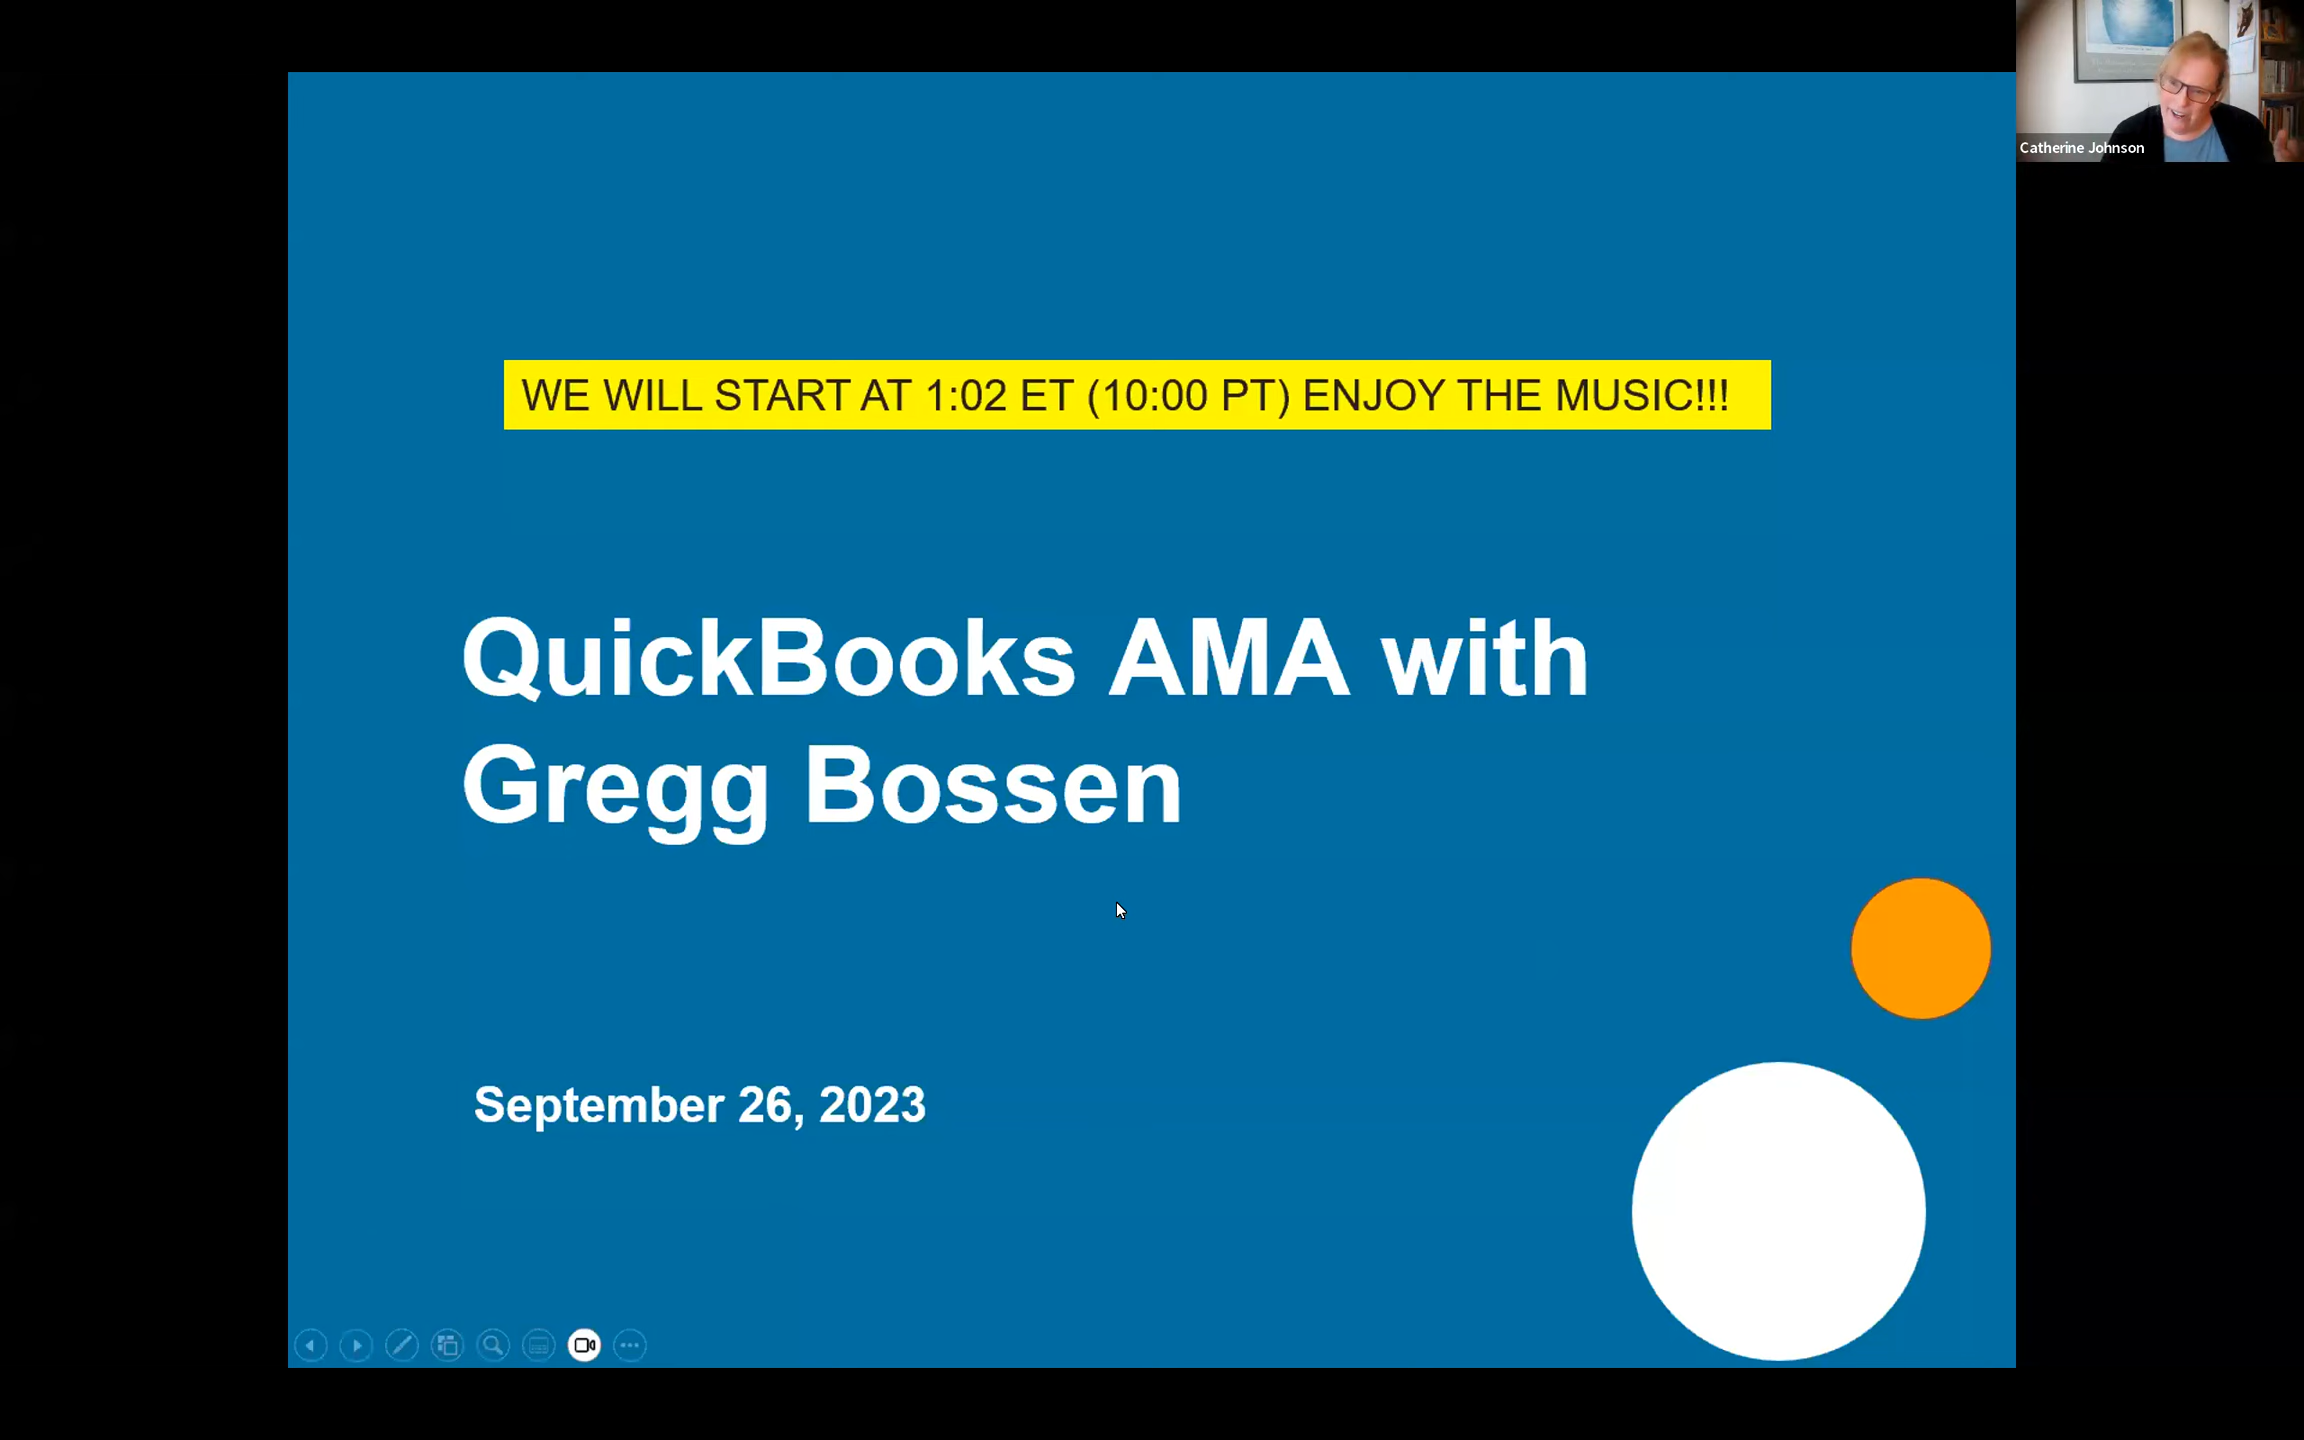 WE WILL START AT 1:02 ET (10:00 PT) ENJOY THE MUSIC!!!
QuickBooks AMA with
Gregg Bossen
September 26, 2023
Catherine Johnson